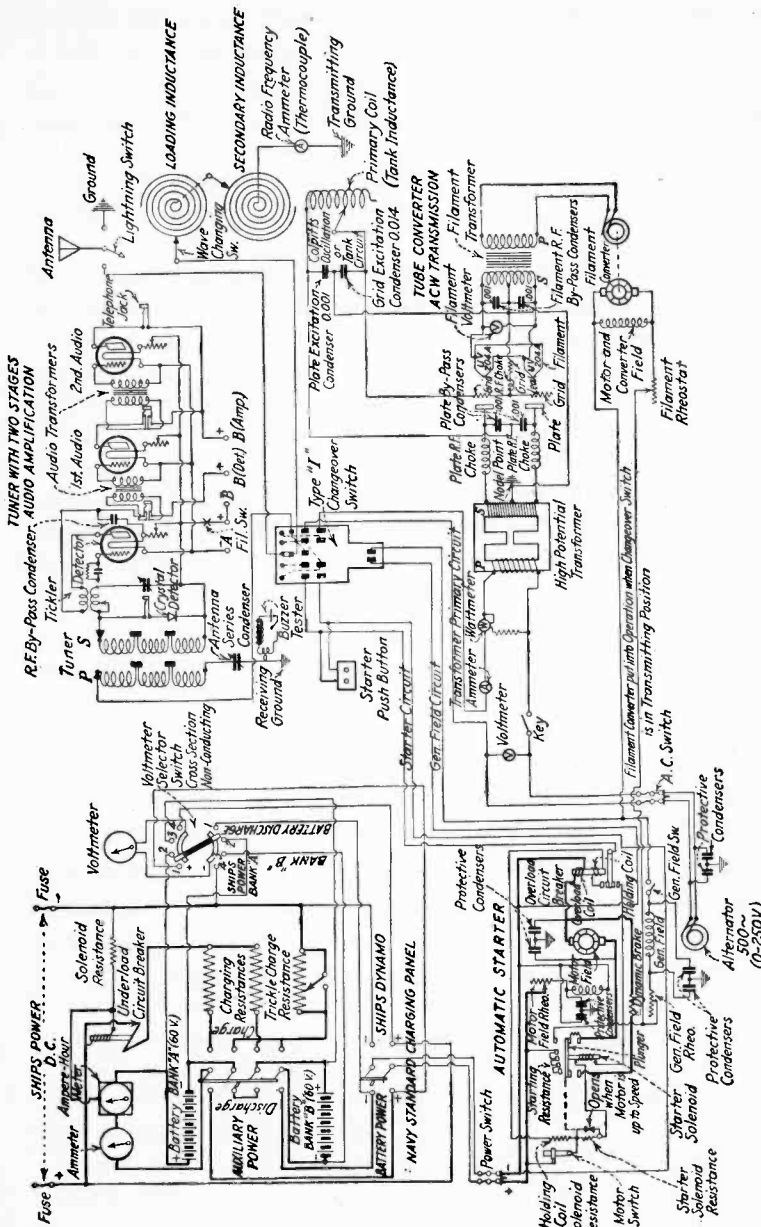 SHIPS POWER
D.C.
Fuse +
Fuse -
Ammeter
Ampere-Hour
Meter
Solenoid
Resistance
Underload
Circuit Breaker
Battery BANK "A" (60 V.)
Charging
Resistances
Trickle Charge
Resistance
Charge
Discharge
AUXILIARY
POWER
Battery
BANK "B" (60 V.)
BATTERY POWER
SHIPS DYNAMO
NAVY STANDARD CHARGING PANEL
Voltmeter
Voltmeter
Selector
Switch
Cross Section
Non-Conducting
SHIPS
POWER
BANK "A"
BANK "B"
BATTERY DISCHARGE
TUNER WITH TWO STAGES
AUDIO AMPLIFICATION
R.F. By-Pass Condenser
Audio Transformers
1st. Audio
2nd. Audio
Tickler
Detector
Tuner
P S
Crystal
Detector
Antenna
Series
Condenser
Telephone
Jack
A
Fil. Sw.
B
B (Det)
B (Amp)
Receiving
Ground
Buzzer
Tester
Starter
Push Button
Type "I"
Changeover
Switch
Antenna
Ground
Lightning Switch
LOADING INDUCTANCE
SECONDARY INDUCTANCE
Wave
Changing
Sw.
Radio Frequency
Ammeter
(Thermocouple)
Transmitting
Ground
Primary Coil
(Tank Inductance)
Colpitts
Oscillation
or
Tank
Circuit
Plate Excitation
Condenser 0.001
Grid Excitation
Condenser 0.014
TUBE CONVERTER
ACW TRANSMISSION
Filament
Voltmeter
Filament
Transformer
Filament R.F.
By-Pass Condensers
Filament
Converter
Plate By-Pass
Condensers
Plate R.F.
Choke
Nodal Point
Plate R.F.
Choke
Plate
Grid
Filament
Motor and
Converter
Field
Filament
Rheostat
High Potential
Transformer
Transformer Primary Circuit
Ammeter
Wattmeter
Voltmeter
Key
Starter Circuit
Gen. Field Circuit
Filament Converter put into Operation when Changeover Switch
is in Transmitting Position
A.C. Switch
Power Switch
AUTOMATIC STARTER
Protective
Condensers
Overload
Circuit
Breaker
Overload
Coil
Holding Coil
Motor
Field Rheo.
Motor
Field
Protective
Condensers
Starting
Resistance
Opens
when
Motor is
up to Speed
Plunger
Dynamic Brake
Gen. Field
Gen. Field Sw.
Gen. Field
Rheo.
Protective
Condensers
Protective
Condensers
Alternator
500~
(0-250V)
Starter
Solenoid
Starter
Solenoid
Resistance
Motor
Switch
Holding
Coil
Solenoid
Resistance